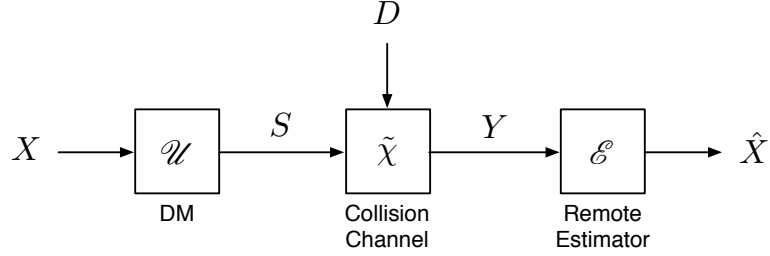 D
X
𝒰
S
χ̃
Y
ℰ
X̂
DM
Collision
Channel
Remote
Estimator